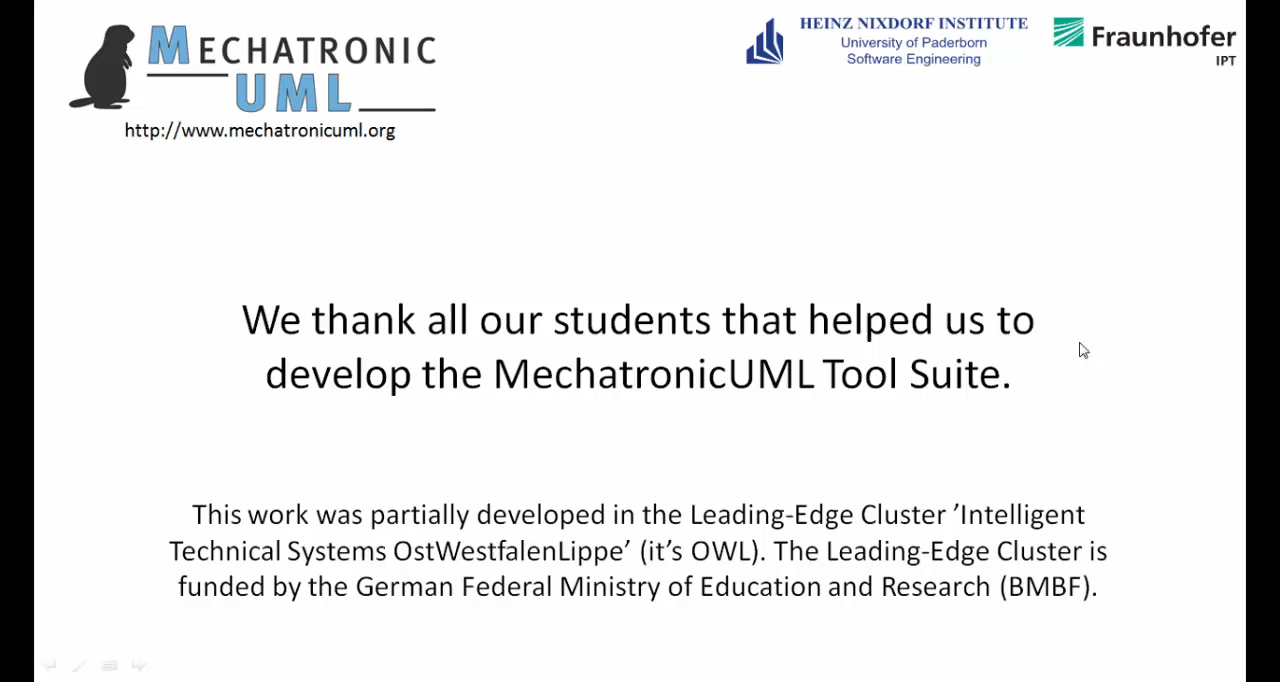 MECHATRONIC
UML
http://www.mechatronicuml.org
HEINZ NIXDORF INSTITUTE
University of Paderborn
Software Engineering
Fraunhofer
IPT
We thank all our students that helped us to
develop the MechatronicUML Tool Suite.
This work was partially developed in the Leading-Edge Cluster ’Intelligent
Technical Systems OstWestfalenLippe’ (it’s OWL). The Leading-Edge Cluster is
funded by the German Federal Ministry of Education and Research (BMBF).